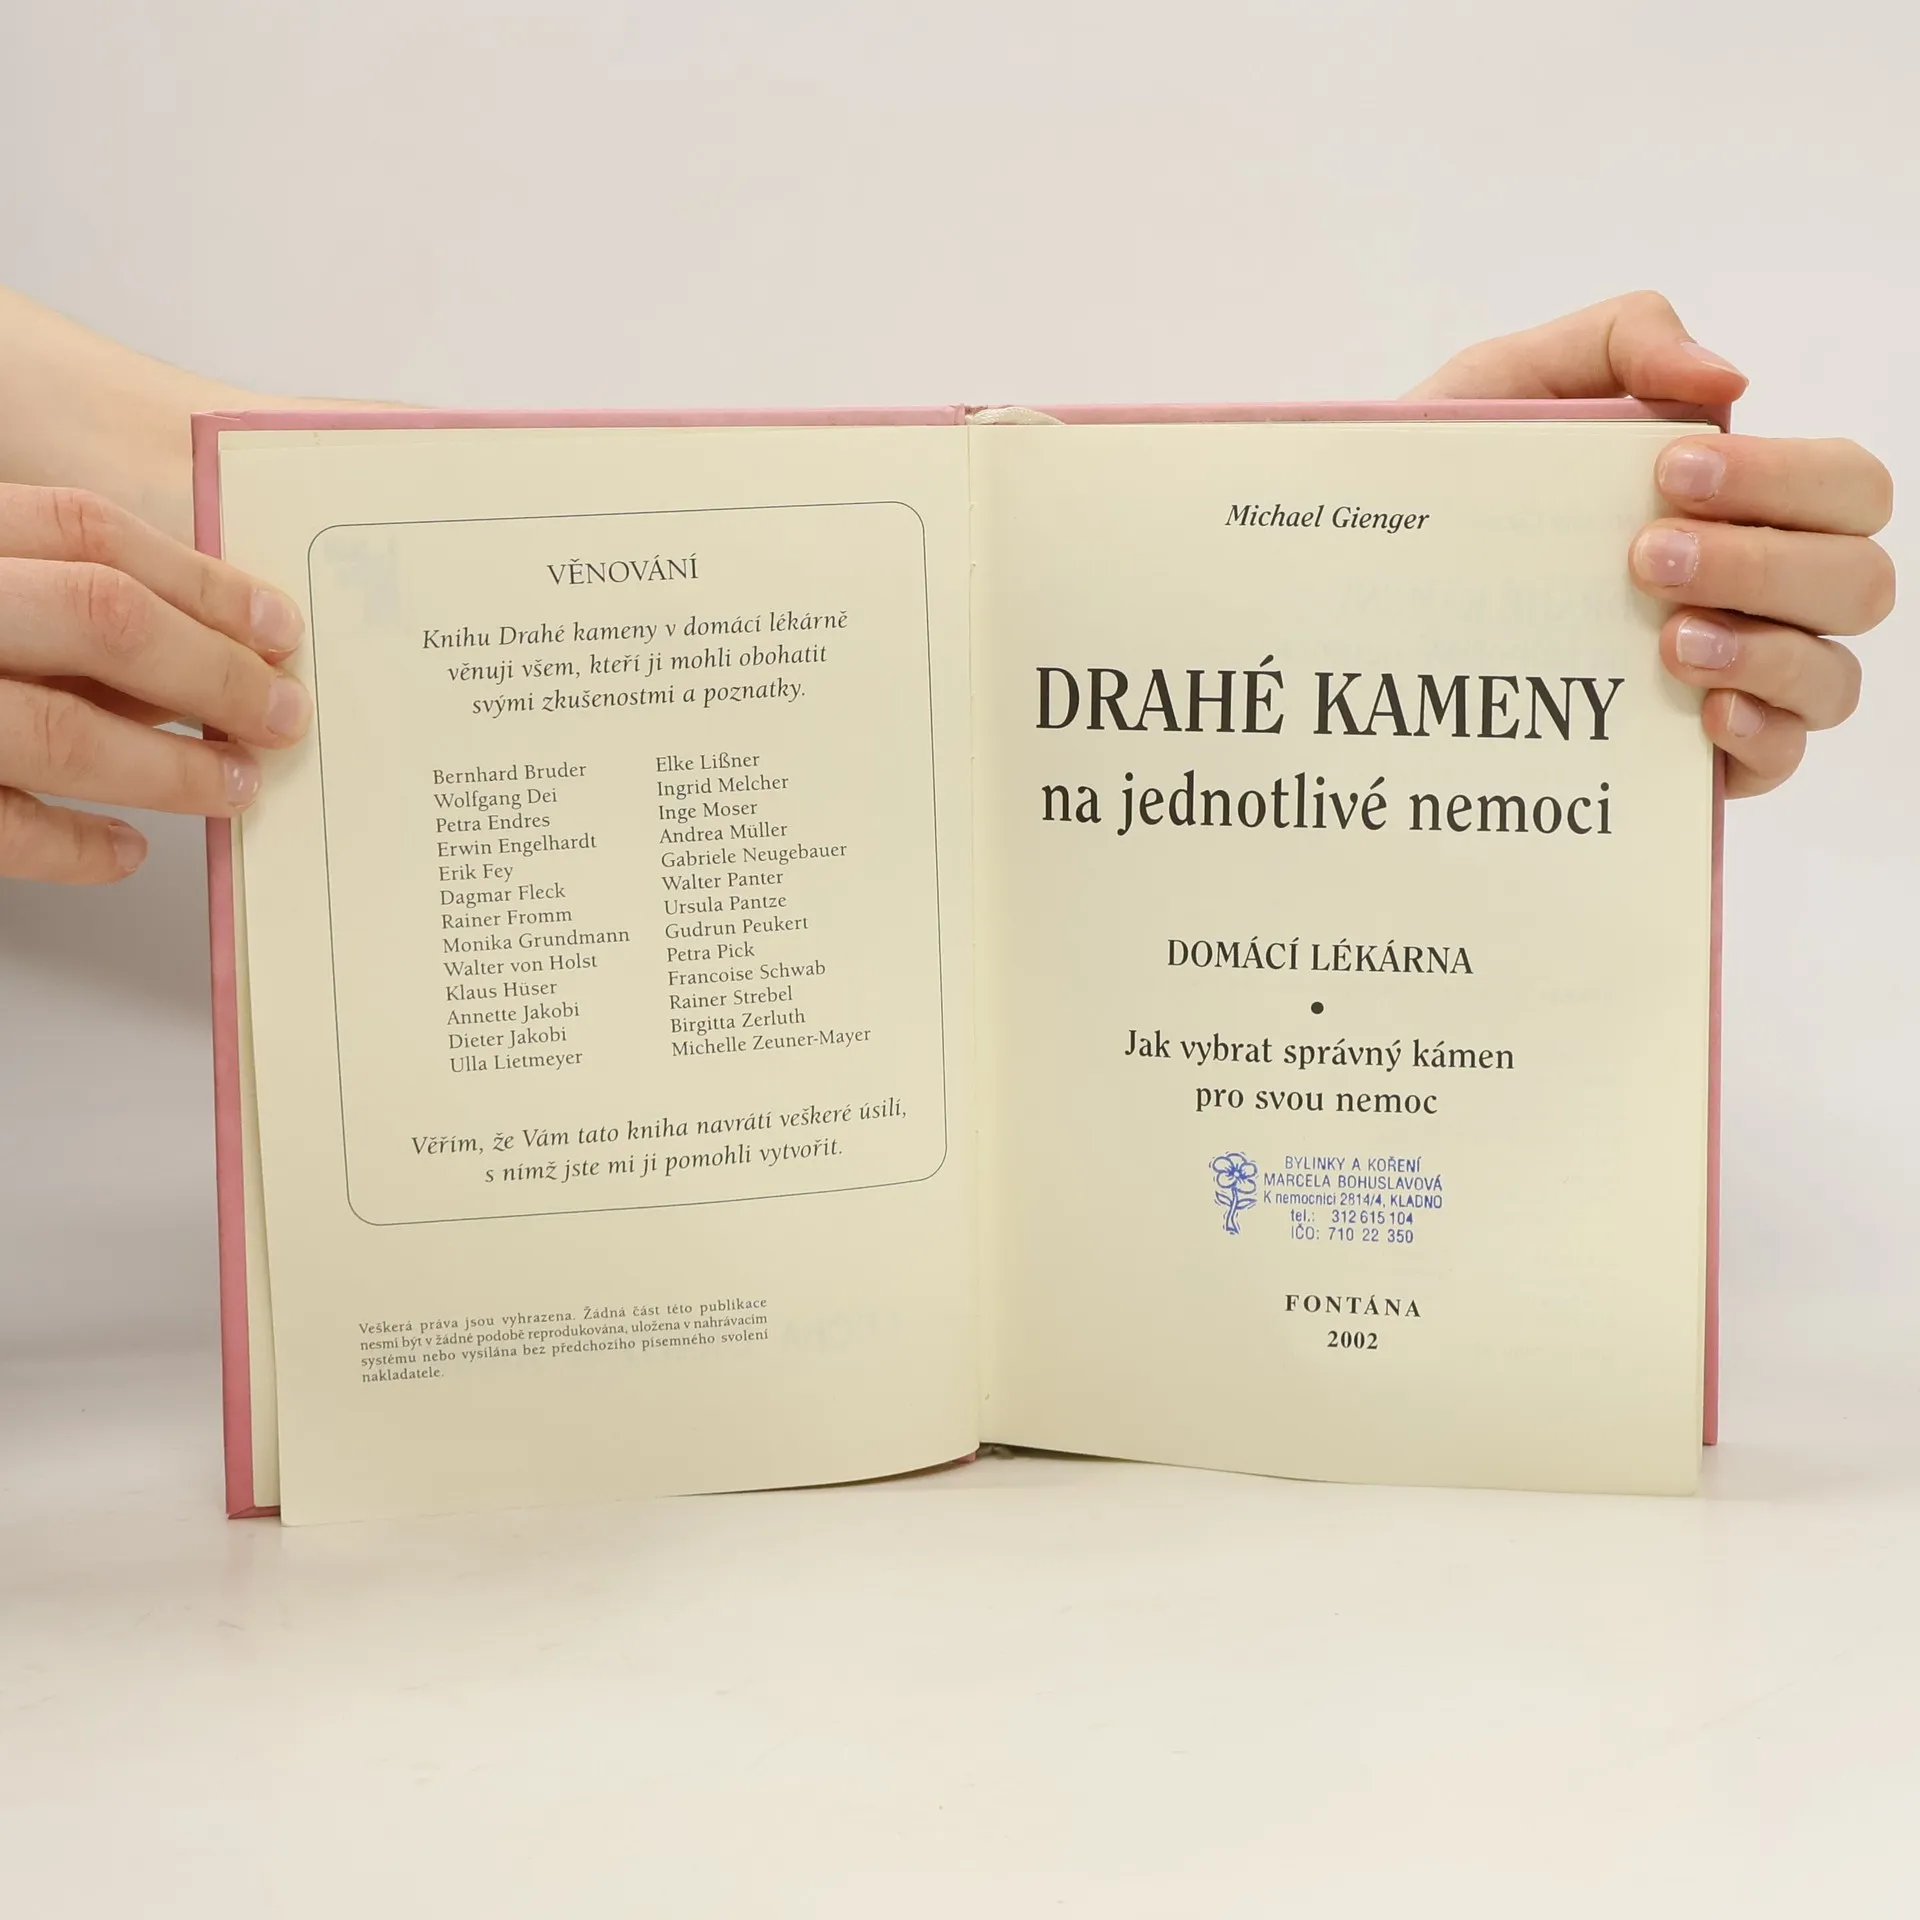 VĚNOVÁNÍ
Knihu Drahé kameny v domácí lékárně
věnuji všem, kteří ji mohli obohatit
svými zkušenostmi a poznatky.
Bernhard Bruder
Wolfgang Dei
Petra Endres
Erwin Engelhardt
Erik Fey
Dagmar Fleck
Rainer Fromm
Monika Grundmann
Walter von Holst
Klaus Hüser
Annette Jakobi
Dieter Jakobi
Ulla Lietmeyer
Elke Lißner
Ingrid Melcher
Inge Moser
Andrea Müller
Gabriele Neugebauer
Walter Panter
Ursula Pantze
Gudrun Peukert
Petra Pick
Francoise Schwab
Rainer Strebel
Birgitta Zerluth
Michelle Zeuner-Mayer
Věřím, že Vám tato kniha navrátí veškeré úsilí,
s nímž jste mi ji pomohli vytvořit.
Veškerá práva jsou vyhrazena. Žádná část této publikace
nesmí být v žádné podobě reprodukována, uložena v nahrávacím
systému nebo vysílána bez předchozího písemného svolení
nakladatele.
Michael Gienger
DRAHÉ KAMENY
na jednotlivé nemoci
DOMÁCÍ LÉKÁRNA
•
Jak vybrat správný kámen
pro svou nemoc
BYLINKY A KOŘENÍ
MARCELA BOHUSLAVOVÁ
K nemocnici 2814/4, KLADNO
tel.: 312 615 104
IČO: 710 22 350
FONTÁNA
2002